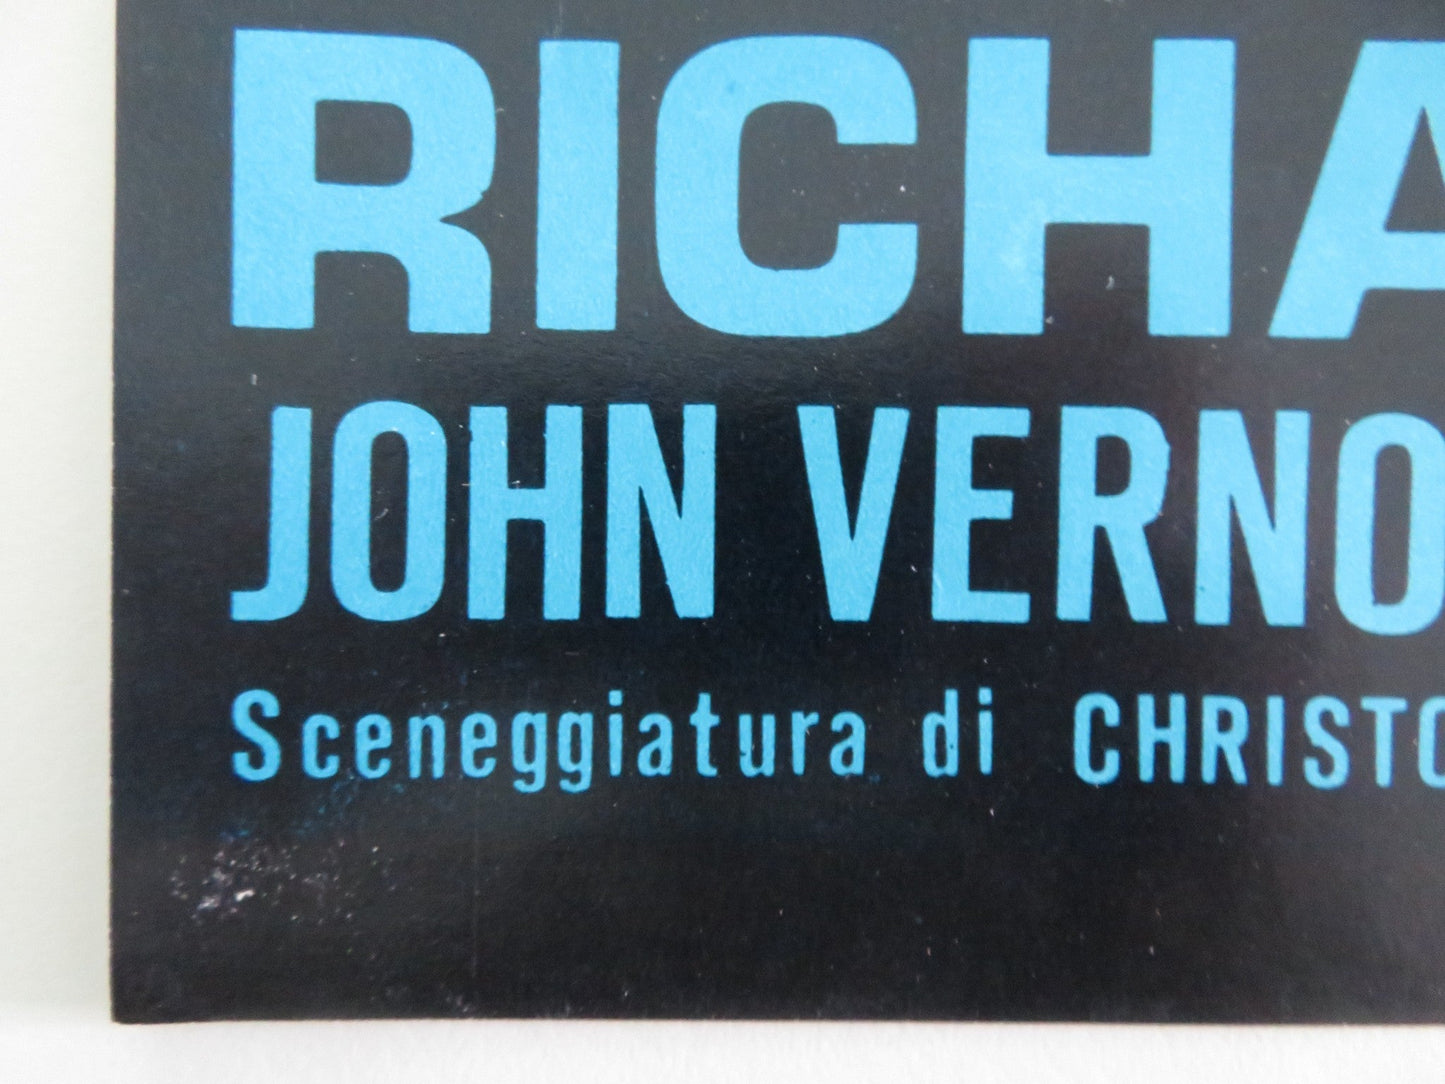 RICHA
JOHN VERNO
Sceneggiatura di CHRISTO